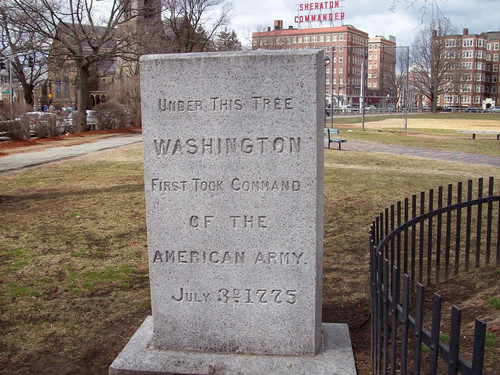 SHERATON
COMMANDER
UNDER THIS TREE
WASHINGTON
FIRST TOOK COMMAND
OF THE
AMERICAN ARMY.
JULY 3D. 1775